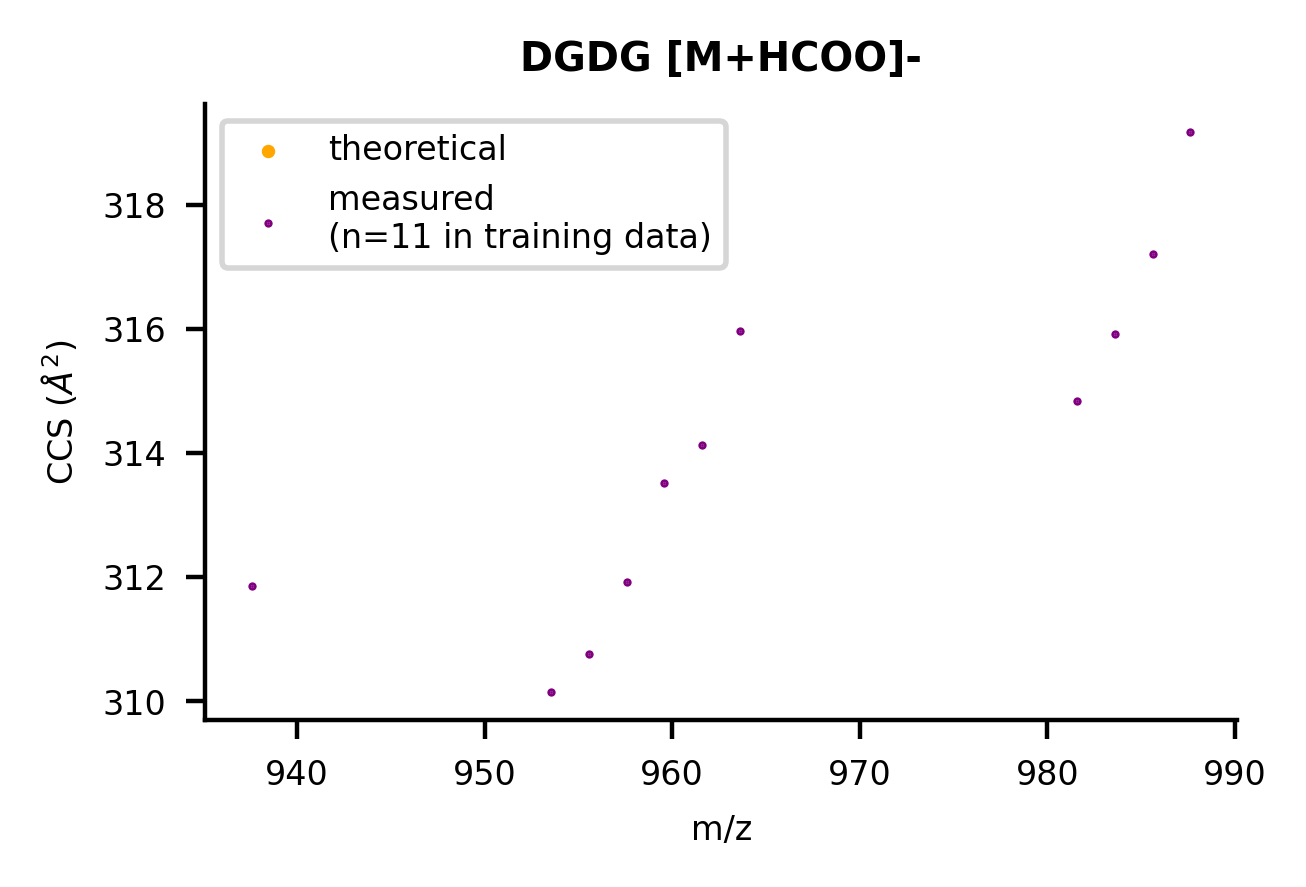 DGDG [M+HCOO]-
theoretical
measured
(n=11 in training data)
318
316
314
312
310
CCS (Å²)
940 950 960 970 980 990
m/z